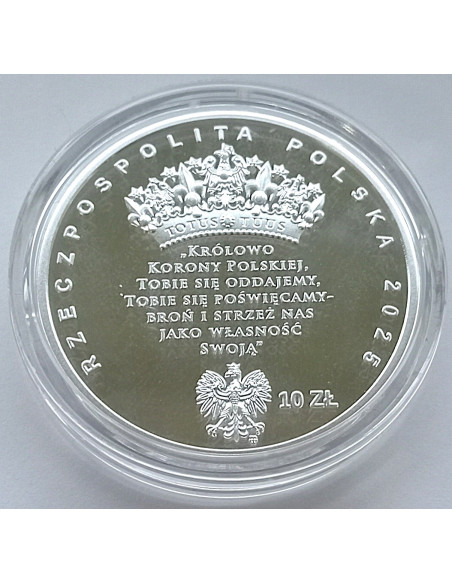 RZECZPOSPOLITA POLSKA 2025
TOTUS TUUS
„KRÓLOWO
KORONY POLSKIEJ,
TOBIE SIĘ ODDAJEMY,
TOBIE SIĘ POŚWIĘCAMY-
BROŃ I STRZEŻ NAS
JAKO WŁASNOŚĆ
SWOJĄ”
10 ZŁ